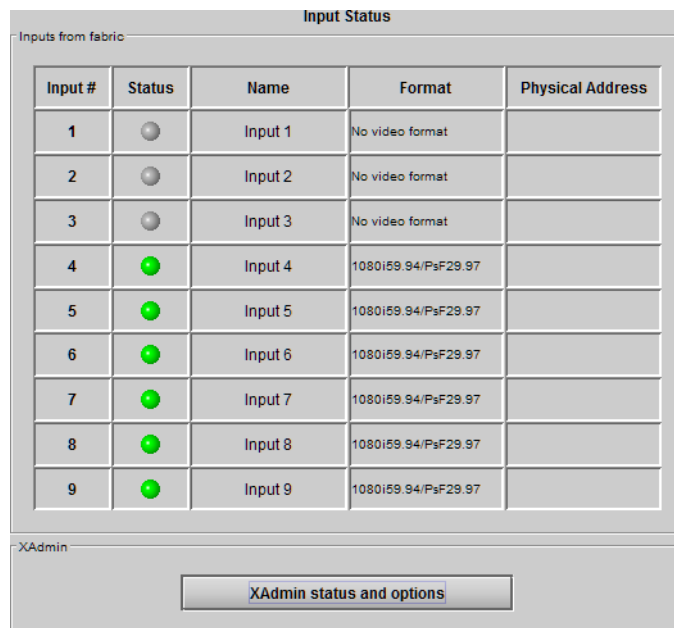 Input Status
Inputs from fabric
Input # Status Name Format Physical Address
1 Input 1 No video format
2 Input 2 No video format
3 Input 3 No video format
4 Input 4 1080i59.94/PsF29.97
5 Input 5 1080i59.94/PsF29.97
6 Input 6 1080i59.94/PsF29.97
7 Input 7 1080i59.94/PsF29.97
8 Input 8 1080i59.94/PsF29.97
9 Input 9 1080i59.94/PsF29.97
XAdmin
XAdmin status and options